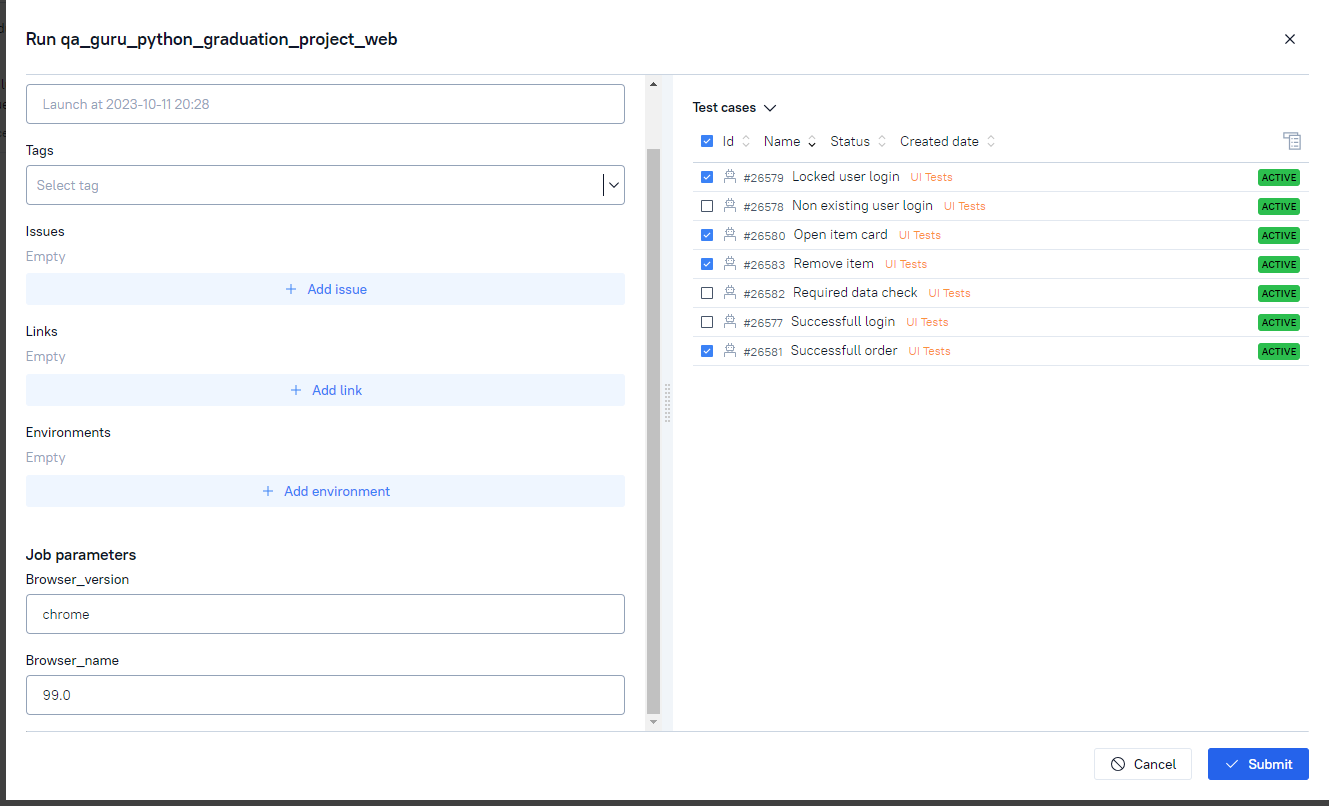 Run qa_guru_python_graduation_project_web
Launch at 2023-10-11 20:28
Tags
Select tag
Issues
Empty
Add issue
Links
Empty
Add link
Environments
Empty
Add environment
Job parameters
Browser_version
chrome
Browser_name
99.0
Test cases
Id Name Status Created date
#26579 Locked user login UI Tests ACTIVE
#26578 Non existing user login UI Tests ACTIVE
#26580 Open item card UI Tests ACTIVE
#26583 Remove item UI Tests ACTIVE
#26582 Required data check UI Tests ACTIVE
#26577 Successfull login UI Tests ACTIVE
#26581 Successfull order UI Tests ACTIVE
Cancel Submit